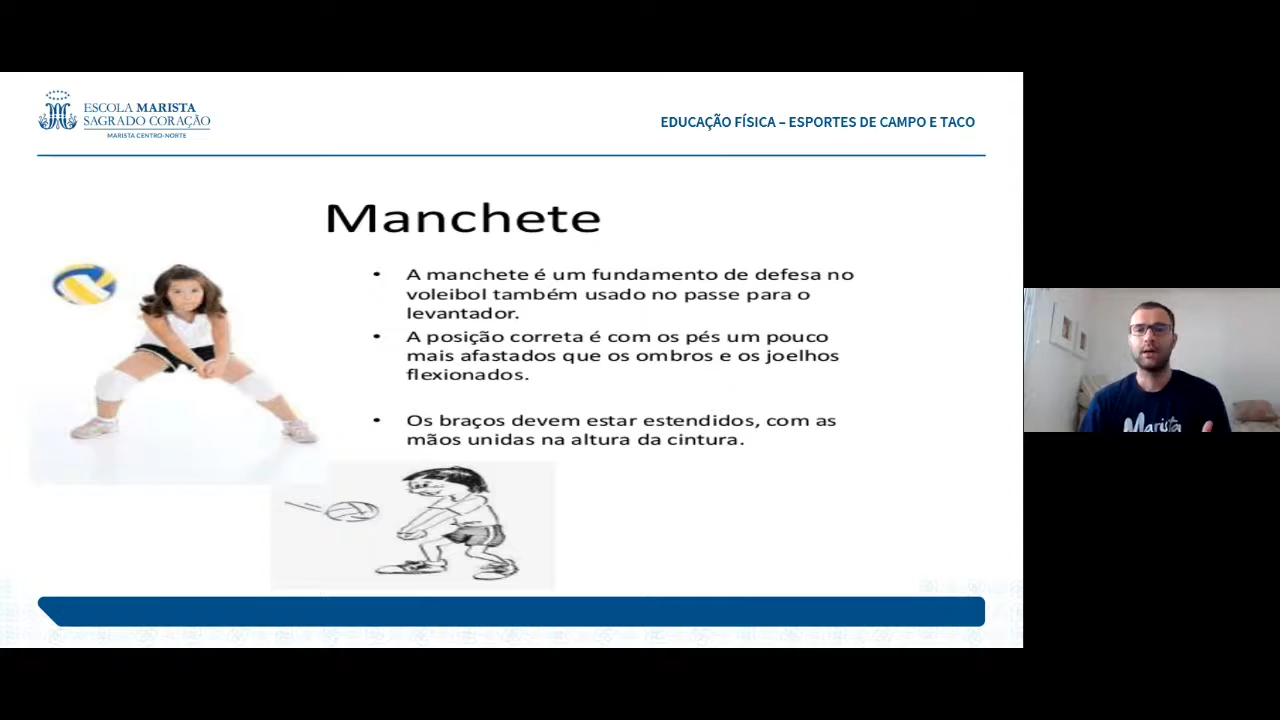 ESCOLA MARISTA
SAGRADO CORAÇÃO
MARISTA CENTRO-NORTE
EDUCAÇÃO FÍSICA – ESPORTES DE CAMPO E TACO
Manchete
• A manchete é um fundamento de defesa no
voleibol também usado no passe para o
levantador.
• A posição correta é com os pés um pouco
mais afastados que os ombros e os joelhos
flexionados.
• Os braços devem estar estendidos, com as
mãos unidas na altura da cintura.
Marista